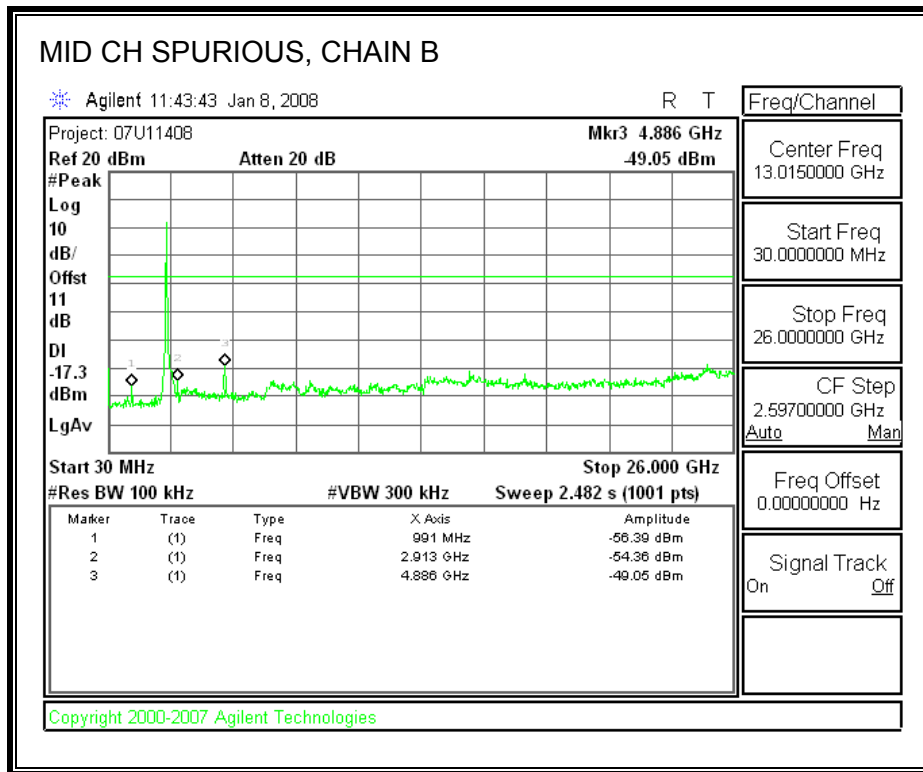 MID CH SPURIOUS, CHAIN B
Agilent 11:43:43 Jan 8, 2008 R T
Project: 07U11408 Mkr3 4.886 GHz
Ref 20 dBm Atten 20 dB -49.05 dBm
#Peak
Log
10
dB/
Offst
11
dB
DI
-17.3
dBm
LgAv
1
2
3
Start 30 MHz Stop 26.000 GHz
#Res BW 100 kHz #VBW 300 kHz Sweep 2.482 s (1001 pts)
Marker Trace Type X Axis Amplitude
1 (1) Freq 991 MHz -56.39 dBm
2 (1) Freq 2.913 GHz -54.36 dBm
3 (1) Freq 4.886 GHz -49.05 dBm
Copyright 2000-2007 Agilent Technologies
Freq/Channel
Center Freq
13.0150000 GHz
Start Freq
30.0000000 MHz
Stop Freq
26.0000000 GHz
CF Step
2.59700000 GHz
Auto Man
Freq Offset
0.00000000 Hz
Signal Track
On Off